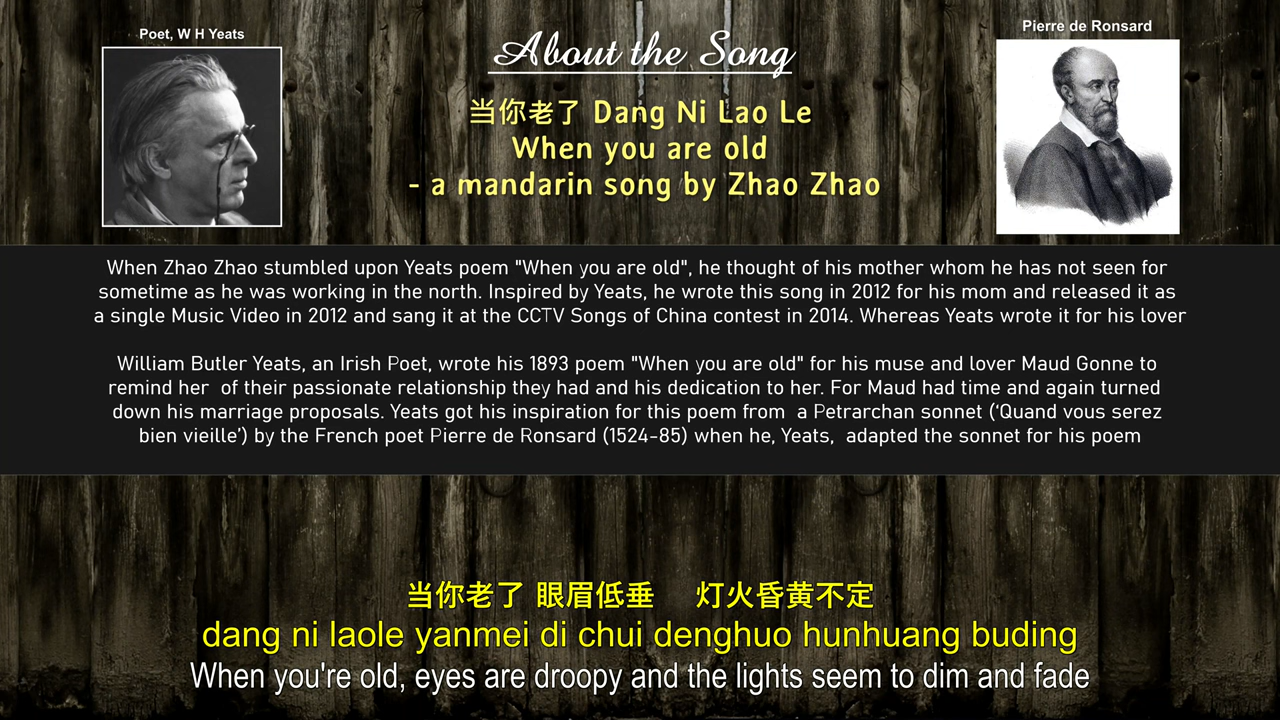 Poet, W H Yeats
About the Song
Pierre de Ronsard
当你老了 Dang Ni Lao Le
When you are old
- a mandarin song by Zhao Zhao
When Zhao Zhao stumbled upon Yeats poem "When you are old", he thought of his mother whom he has not seen for
sometime as he was working in the north. Inspired by Yeats, he wrote this song in 2012 for his mom and released it as
a single Music Video in 2012 and sang it at the CCTV Songs of China contest in 2014. Whereas Yeats wrote it for his lover
William Butler Yeats, an Irish Poet, wrote his 1893 poem "When you are old" for his muse and lover Maud Gonne to
remind her  of their passionate relationship they had and his dedication to her. For Maud had time and again turned
down his marriage proposals. Yeats got his inspiration for this poem from  a Petrarchan sonnet (‘Quand vous serez
bien vieille’) by the French poet Pierre de Ronsard (1524-85) when he, Yeats,  adapted the sonnet for his poem
当你老了 眼眉低垂 灯火昏黄不定
dang ni laole yanmei di chui denghuo hunhuang buding
When you're old, eyes are droopy and the lights seem to dim and fade